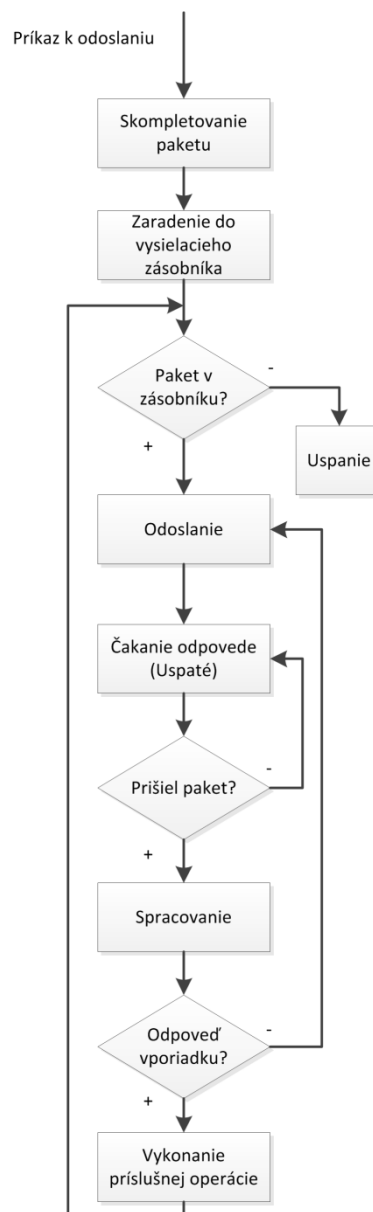 Príkaz k odoslaniu
Skompletovanie
paketu
Zaradenie do
vysielacieho
zásobníka
Paket v
zásobníku?
-
+
Uspanie
Odoslanie
Čakanie odpovede
(Uspaté)
Prišiel paket?
-
+
Spracovanie
Odpoveď
vporiadku?
-
+
Vykonanie
príslušnej operácie